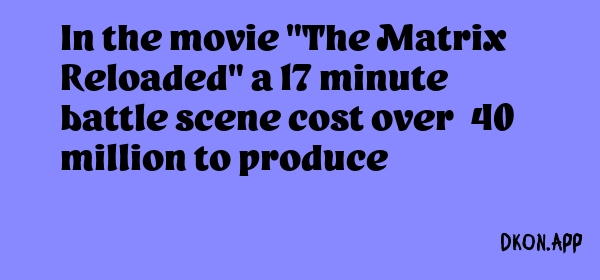 In the movie "The Matrix
Reloaded" a 17 minute
battle scene cost over 40
million to produce
DKON.APP